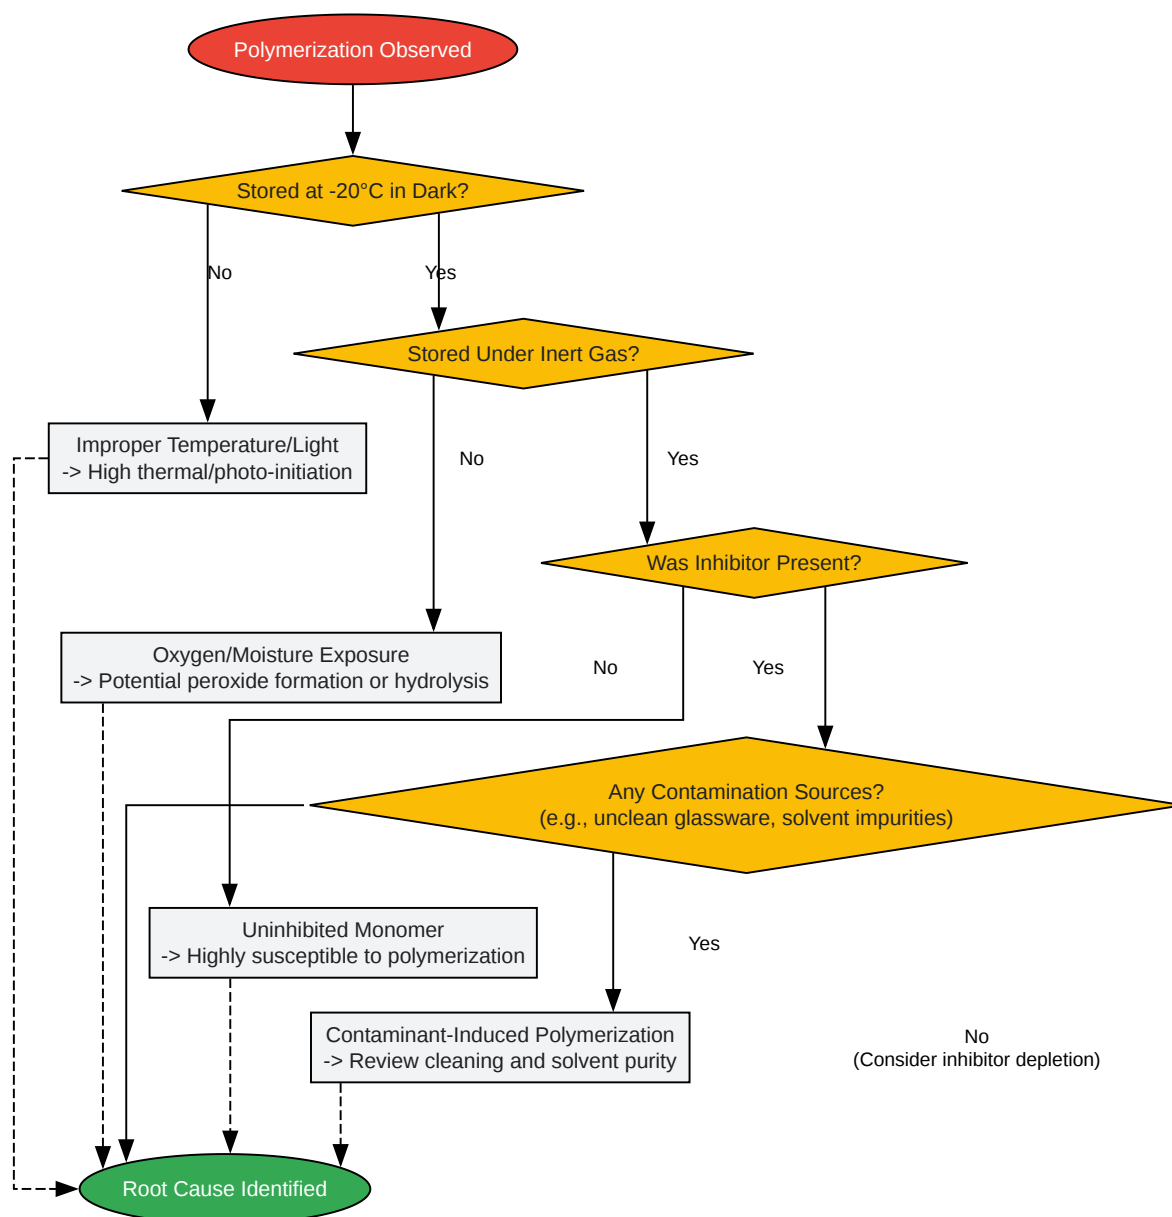 Polymerization Observed
Stored at -20°C in Dark?
No
Yes
Stored Under Inert Gas?
Improper Temperature/Light
-> High thermal/photo-initiation
No
Yes
Was Inhibitor Present?
Oxygen/Moisture Exposure
-> Potential peroxide formation or hydrolysis
No
Yes
Any Contamination Sources?
(e.g., unclean glassware, solvent impurities)
Uninhibited Monomer
-> Highly susceptible to polymerization
Yes
Contaminant-Induced Polymerization
-> Review cleaning and solvent purity
No
(Consider inhibitor depletion)
Root Cause Identified